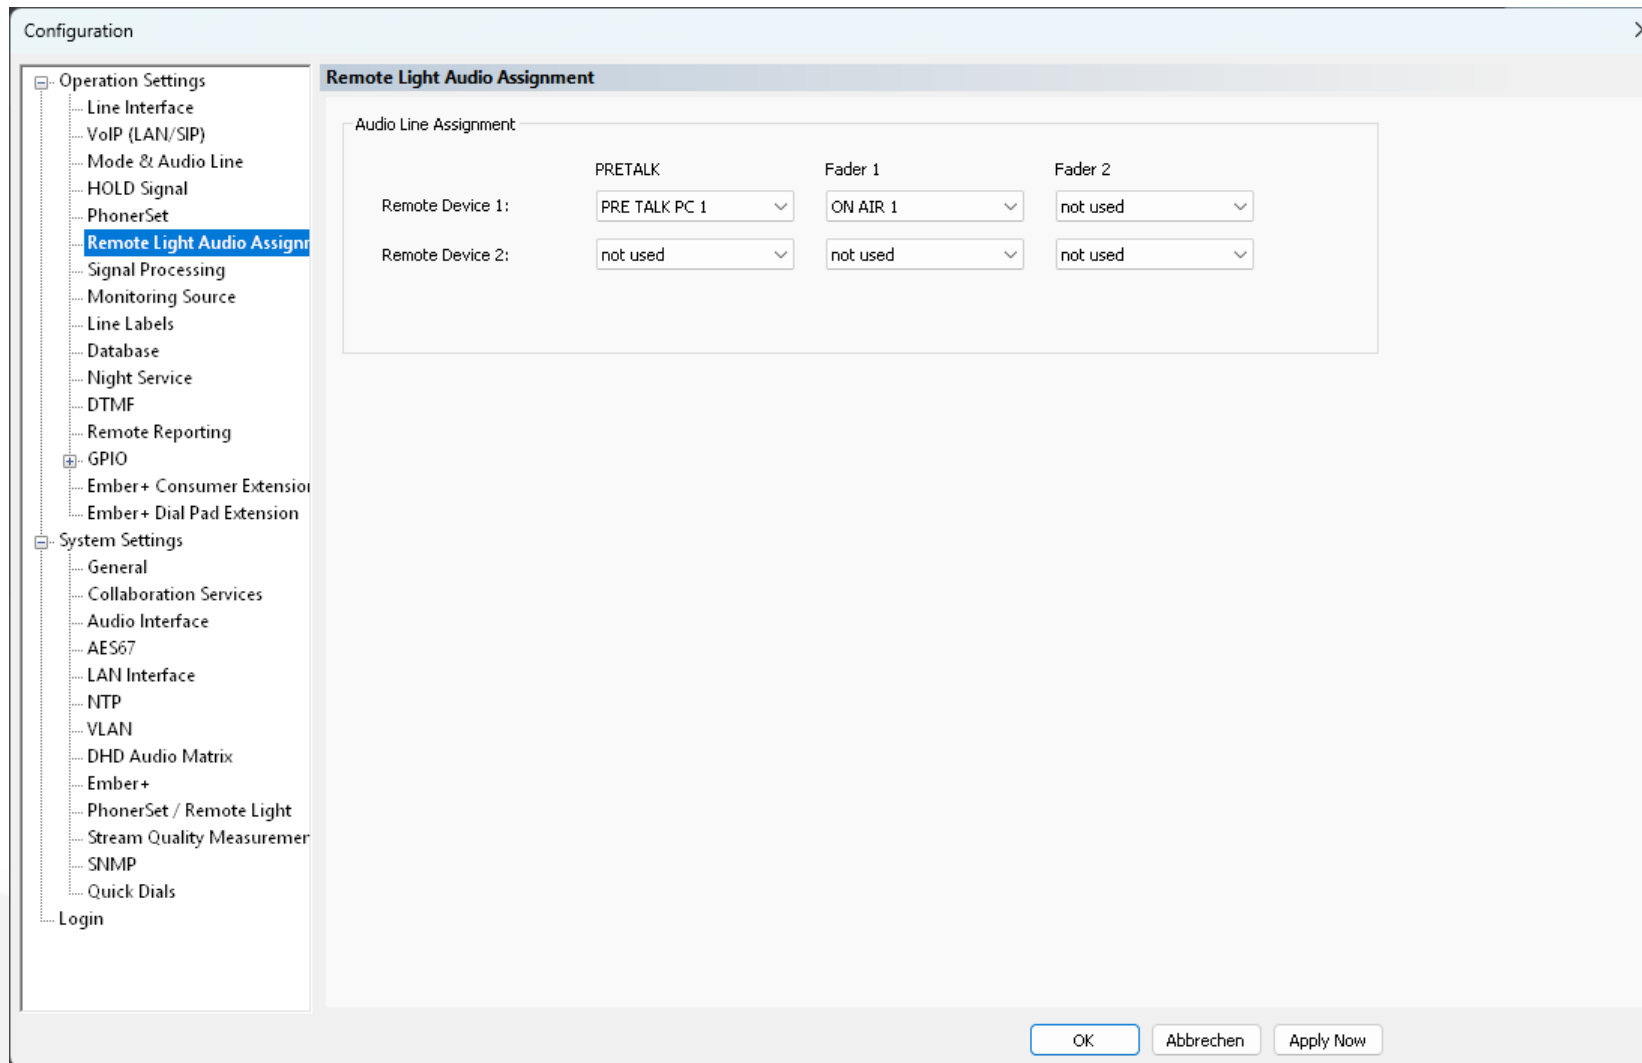 Configuration
Operation Settings
Line Interface
VoIP (LAN/SIP)
Mode & Audio Line
HOLD Signal
PhonerSet
Remote Light Audio Assignr
Signal Processing
Monitoring Source
Line Labels
Database
Night Service
DTMF
Remote Reporting
GPIO
Ember+ Consumer Extension
Ember+ Dial Pad Extension
System Settings
General
Collaboration Services
Audio Interface
AES67
LAN Interface
NTP
VLAN
DHD Audio Matrix
Ember+
PhonerSet / Remote Light
Stream Quality Measuremen
SNMP
Quick Dials
Login
Remote Light Audio Assignment
Audio Line Assignment
PRETALK Fader 1 Fader 2
Remote Device 1: PRE TALK PC 1 ON AIR 1 not used
Remote Device 2: not used not used not used
OK Abbrechen Apply Now